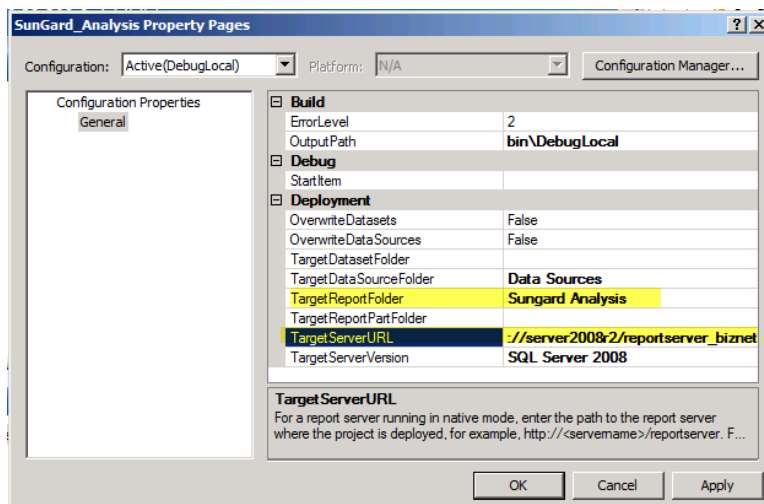 SunGard_Analysis Property Pages
Configuration: Active(DebugLocal) Platform: N/A Configuration Manager...
Configuration Properties
General
Build
ErrorLevel 2
OutputPath bin\DebugLocal
Debug
StartItem
Deployment
OverwriteDatasets False
OverwriteDataSources False
TargetDatasetFolder
TargetDataSourceFolder Data Sources
TargetReportFolder Sungard Analysis
TargetReportPartFolder
TargetServerURL ://server2008r2/reportserver_biznet
TargetServerVersion SQL Server 2008
TargetServerURL
For a report server running in native mode, enter the path to the report server
where the project is deployed, for example, http://<servername>/reportserver. F...
OK Cancel Apply